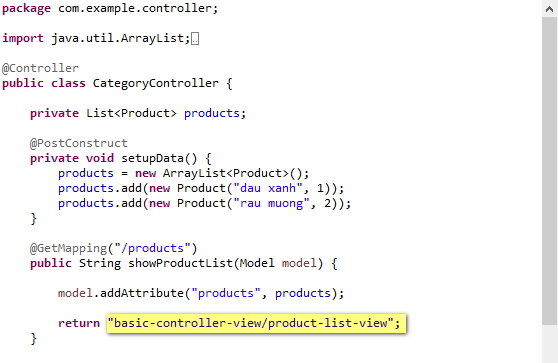 package com.example.controller;
import java.util.ArrayList;
@Controller
public class CategoryController {
private List<Product> products;
@PostConstruct
private void setupData() {
products = new ArrayList<Product>();
products.add(new Product("dau xanh", 1));
products.add(new Product("rau muong", 2));
}
@GetMapping("/products")
public String showProductList(Model model) {
model.addAttribute("products", products);
return "basic-controller-view/product-list-view";
}